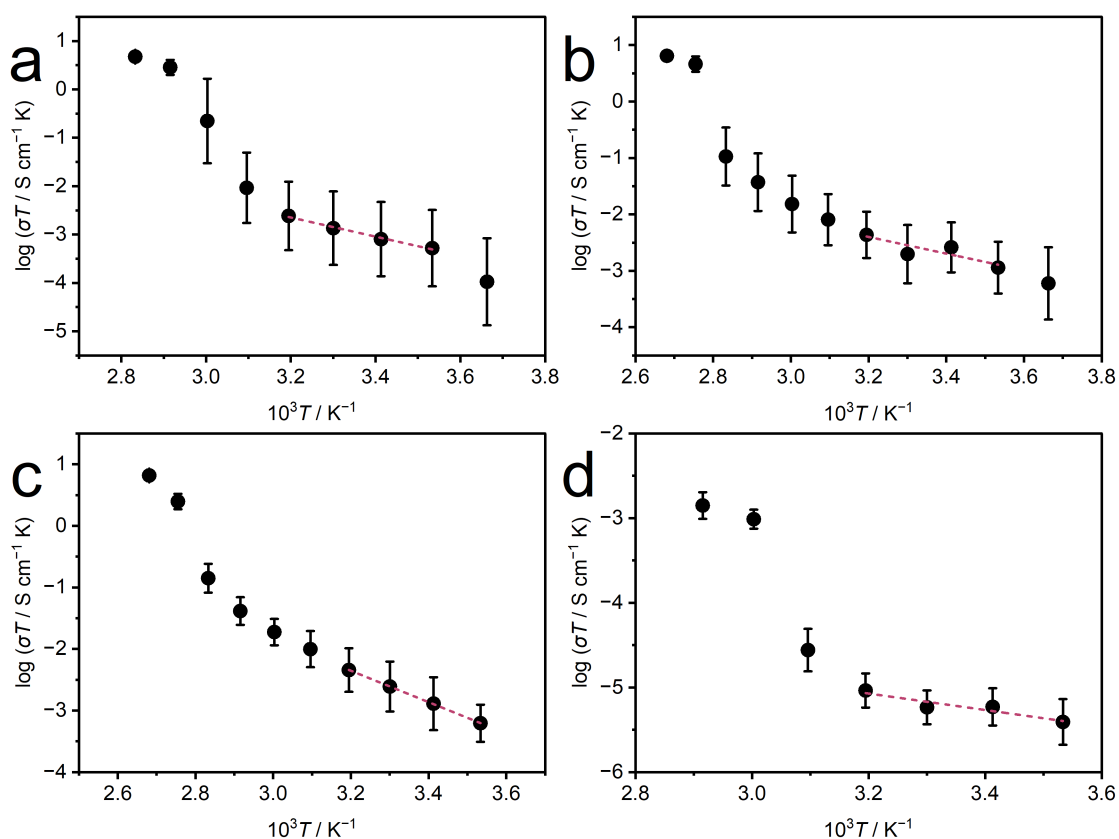 a
log (σT / S cm⁻¹ K)
1
0
−1
−2
−3
−4
−5
2.8 3.0 3.2 3.4 3.6 3.8
10³T / K⁻¹
b
log (σT / S cm⁻¹ K)
1
0
−1
−2
−3
−4
2.6 2.8 3.0 3.2 3.4 3.6 3.8
10³T / K⁻¹
c
log (σT / S cm⁻¹ K)
1
0
−1
−2
−3
−4
2.6 2.8 3.0 3.2 3.4 3.6
10³T / K⁻¹
d
log (σT / S cm⁻¹ K)
−2
−3
−4
−5
−6
2.8 3.0 3.2 3.4 3.6
10³T / K⁻¹